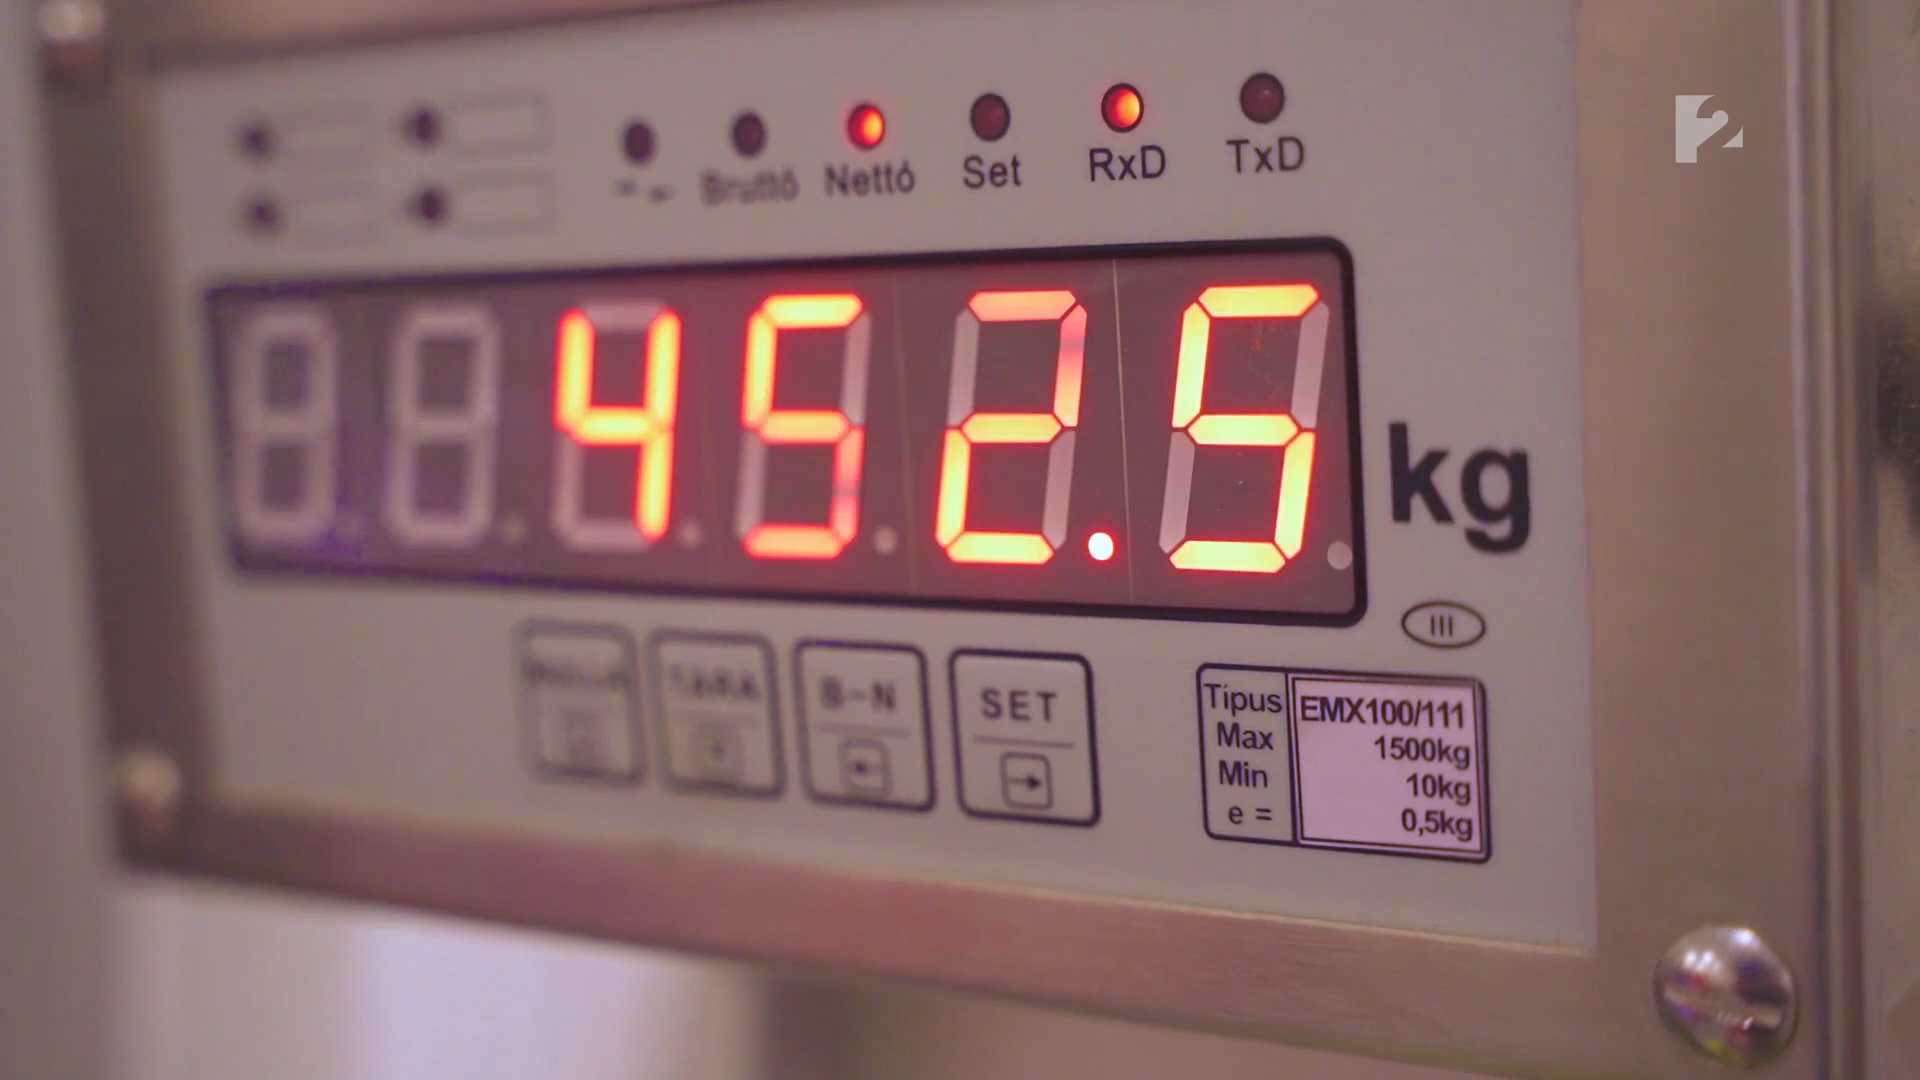 Bruttó Nettó Set RxD TxD
452.5 kg
III
TÁRA B-N SET
Típus EMX100/111
Max 1500kg
Min 10kg
e = 0,5kg